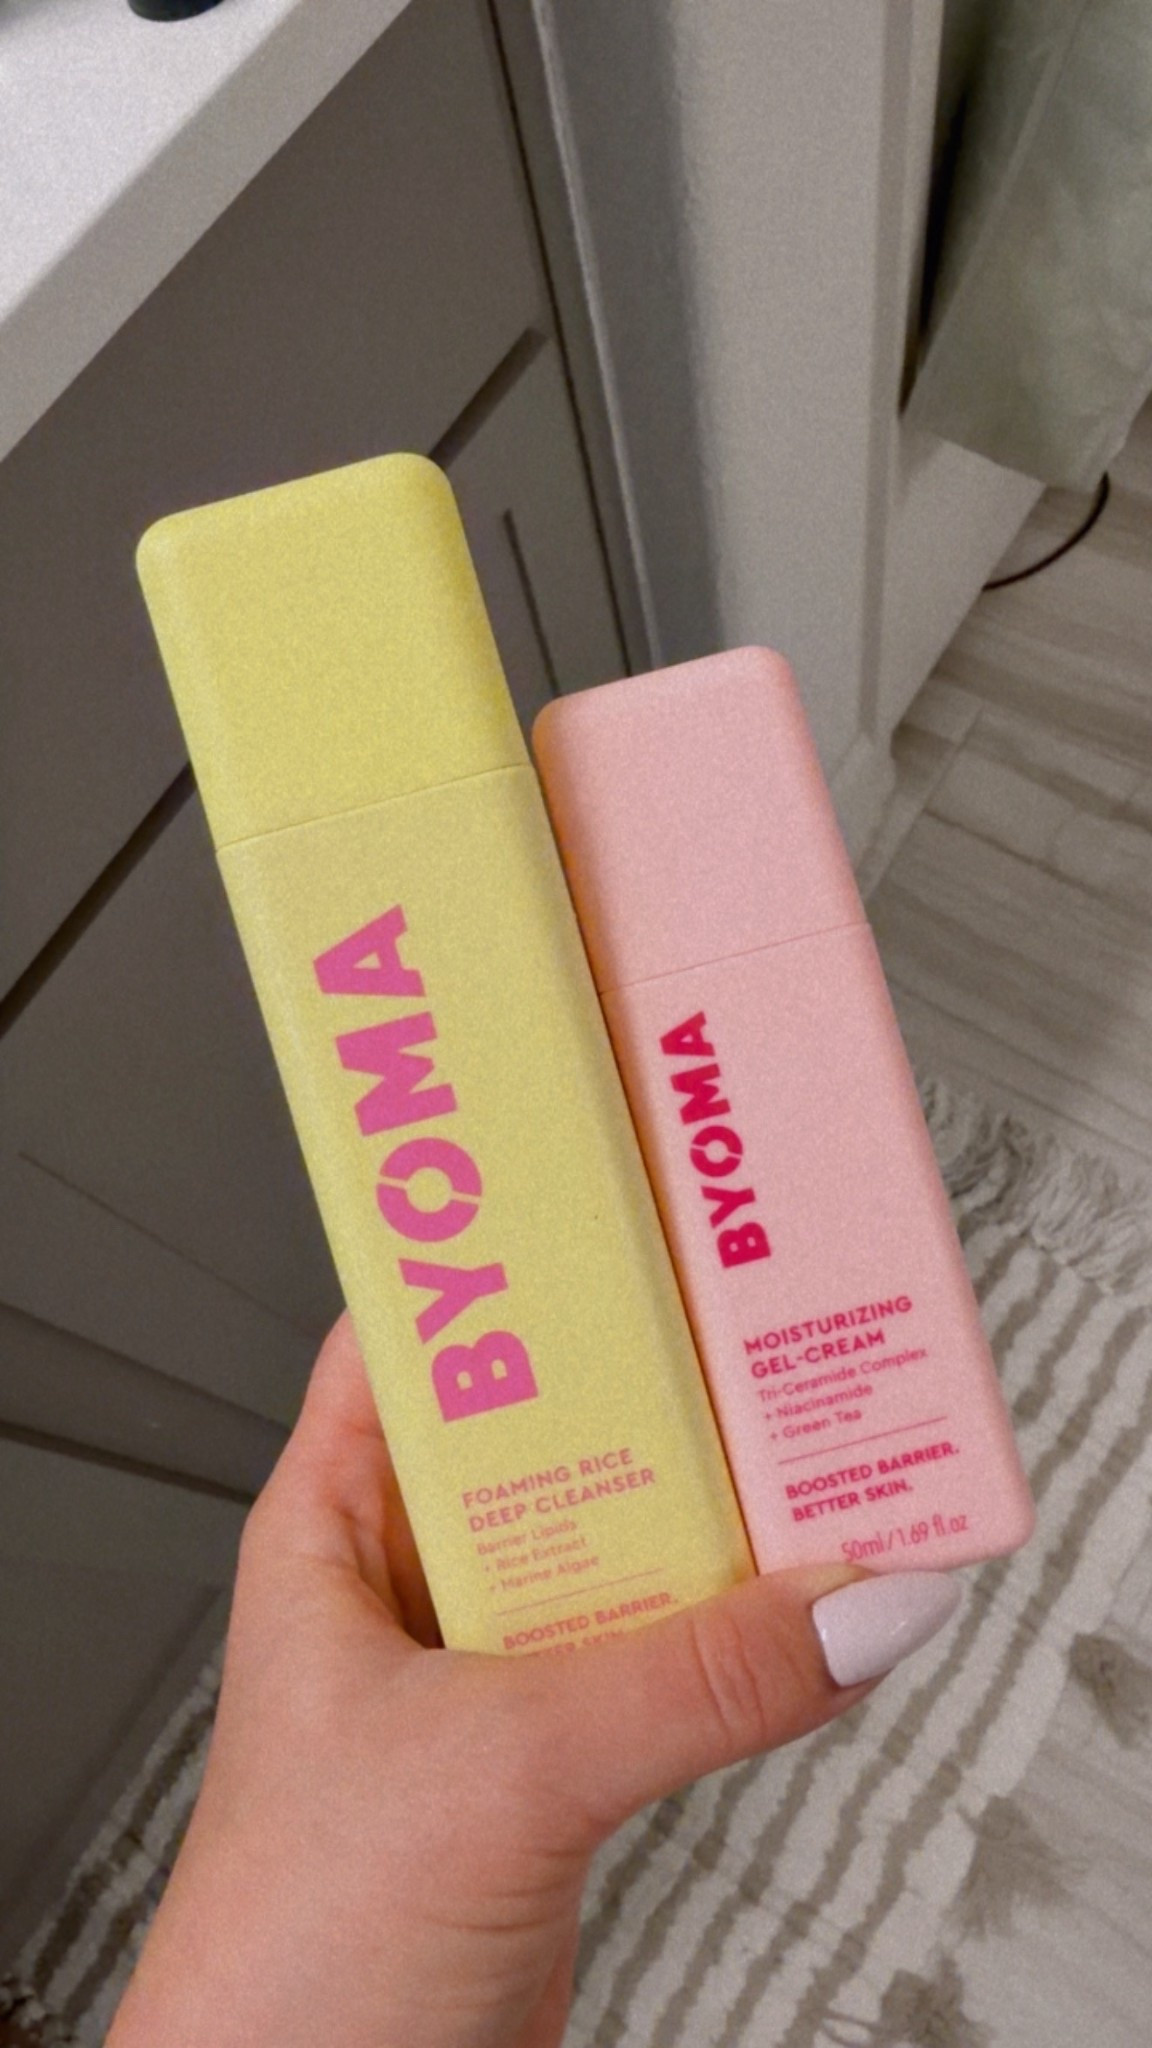 BYOMA
FOAMING RICE
DEEP CLEANSER
Barrier Lipids
+ Rice Extract
+ Marine Algae
BOOSTED BARRIER.
SKIN.
BYOMA
MOISTURIZING
GEL-CREAM
Tri-Ceramide Complex
+ Niacinamide
+ Green Tea
BOOSTED BARRIER.
BETTER SKIN.
50ml/1.69 fl.oz